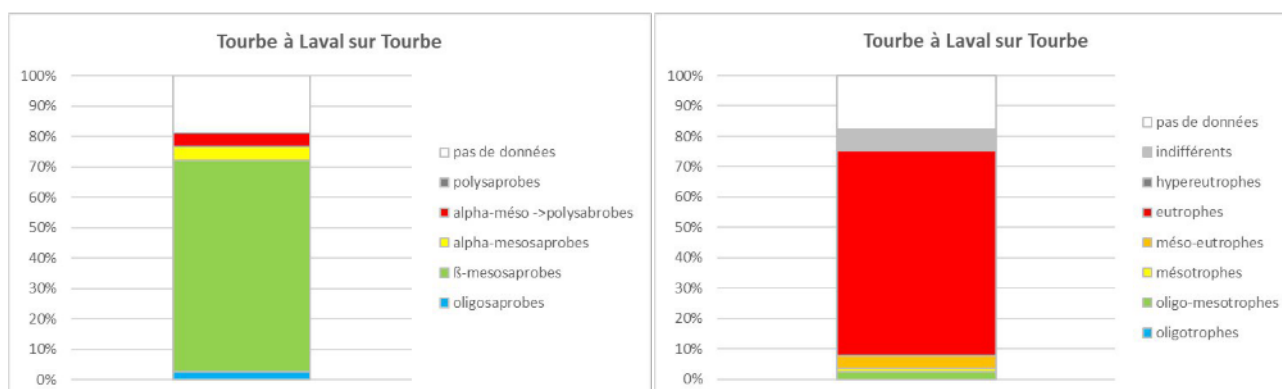 Tourbe à Laval sur Tourbe
100%
90%
80%
70%
60%
50%
40%
30%
20%
10%
0%
pas de données
polysaprobes
alpha-méso ->polysabrobes
alpha-mesosaprobes
ß-mesosaprobes
oligosaprobes
Tourbe à Laval sur Tourbe
100%
90%
80%
70%
60%
50%
40%
30%
20%
10%
0%
pas de données
indifférents
hypereutrophes
eutrophes
méso-eutrophes
mésotrophes
oligo-mesotrophes
oligotrophes